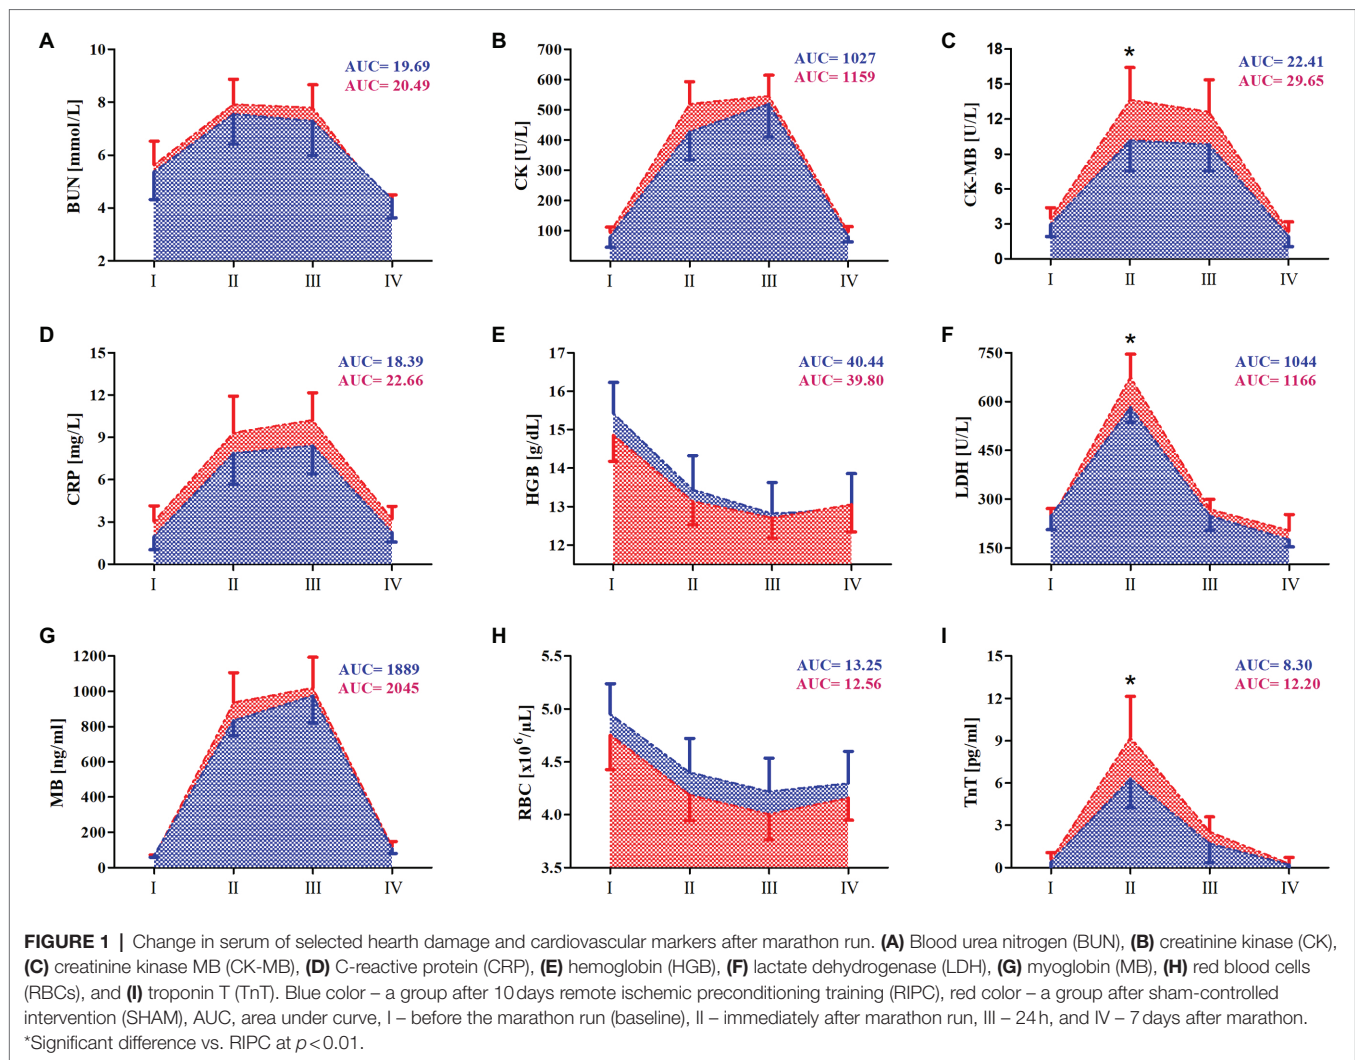 A
BUN [mmol/L]
10
8
6
4
2
I II III IV
AUC= 19.69
AUC= 20.49
B
CK [U/L]
700
600
500
400
300
200
100
I II III IV
AUC= 1027
AUC= 1159
C
CK-MB [U/L]
18
15
12
9
6
3
0
I II III IV
*
AUC= 22.41
AUC= 29.65
D
CRP [mg/L]
15
12
9
6
3
0
I II III IV
AUC= 18.39
AUC= 22.66
E
HGB [g/dL]
17
16
15
14
13
12
I II III IV
AUC= 40.44
AUC= 39.80
F
LDH [U/L]
750
600
450
300
150
I II III IV
*
AUC= 1044
AUC= 1166
G
MB [ng/ml]
1200
1000
800
600
400
200
0
I II III IV
AUC= 1889
AUC= 2045
H
RBC [x10⁶/µL]
5.5
5.0
4.5
4.0
3.5
I II III IV
AUC= 13.25
AUC= 12.56
I
TnT [pg/ml]
15
12
9
6
3
0
I II III IV
*
AUC= 8.30
AUC= 12.20
FIGURE 1 | Change in serum of selected hearth damage and cardiovascular markers after marathon run. (A) Blood urea nitrogen (BUN), (B) creatinine kinase (CK),
(C) creatinine kinase MB (CK-MB), (D) C-reactive protein (CRP), (E) hemoglobin (HGB), (F) lactate dehydrogenase (LDH), (G) myoglobin (MB), (H) red blood cells
(RBCs), and (I) troponin T (TnT). Blue color – a group after 10 days remote ischemic preconditioning training (RIPC), red color – a group after sham-controlled
intervention (SHAM), AUC, area under curve, I – before the marathon run (baseline), II – immediately after marathon run, III – 24 h, and IV – 7 days after marathon.
*Significant difference vs. RIPC at p < 0.01.